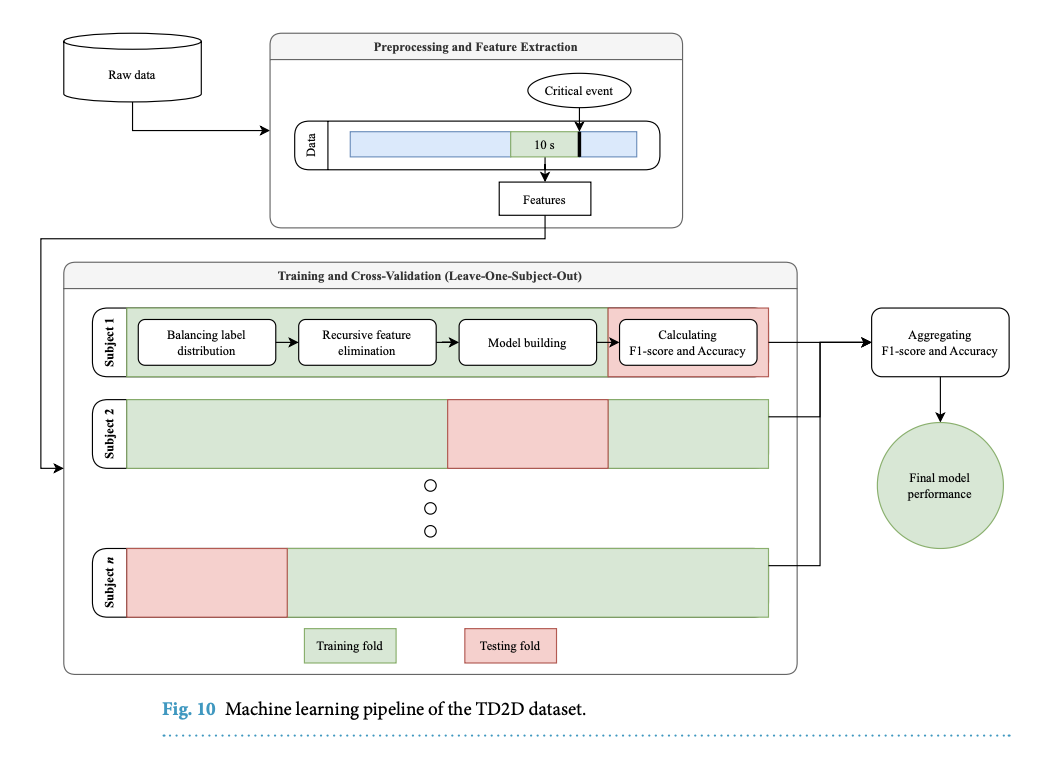 Raw data
Preprocessing and Feature Extraction
Critical event
Data
10 s
Features
Training and Cross-Validation (Leave-One-Subject-Out)
Subject 1
Balancing label
distribution
Recursive feature
elimination
Model building
Calculating
F1-score and Accuracy
Aggregating
F1-score and Accuracy
Subject 2
Final model
performance
Subject n
Training fold
Testing fold
Fig. 10 Machine learning pipeline of the TD2D dataset.